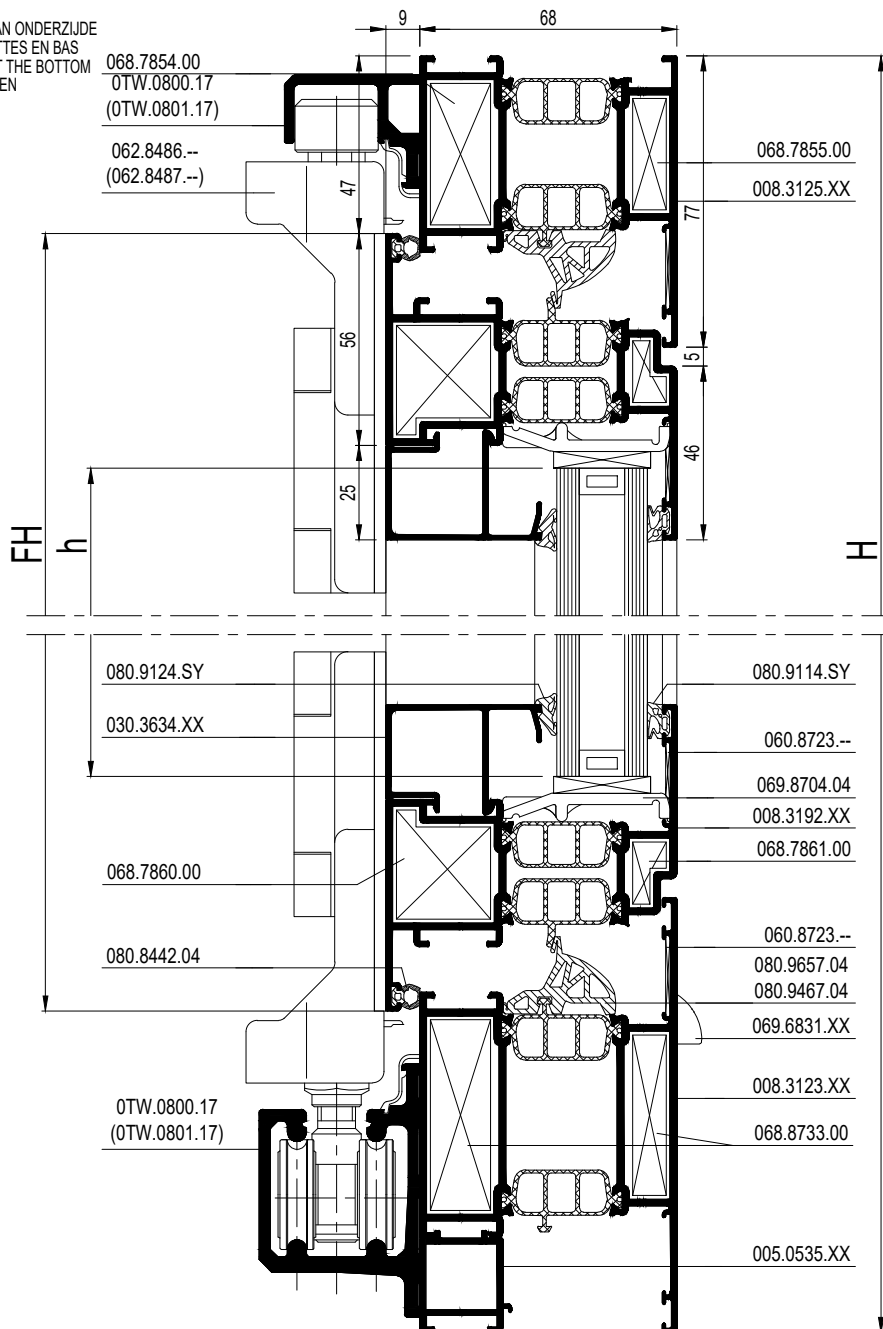 AN ONDERZIJDE
TTES EN BAS
T THE BOTTOM
EN
9
68
068.7854.00
0TW.0800.17
(0TW.0801.17)
062.8486.--
(062.8487.--)
47
56
25
068.7855.00
008.3125.XX
77
5
46
FH
h
H
080.9124.SY
030.3634.XX
068.7860.00
080.8442.04
0TW.0800.17
(0TW.0801.17)
080.9114.SY
060.8723.--
069.8704.04
008.3192.XX
068.7861.00
060.8723.--
080.9657.04
080.9467.04
069.6831.XX
008.3123.XX
068.8733.00
005.0535.XX